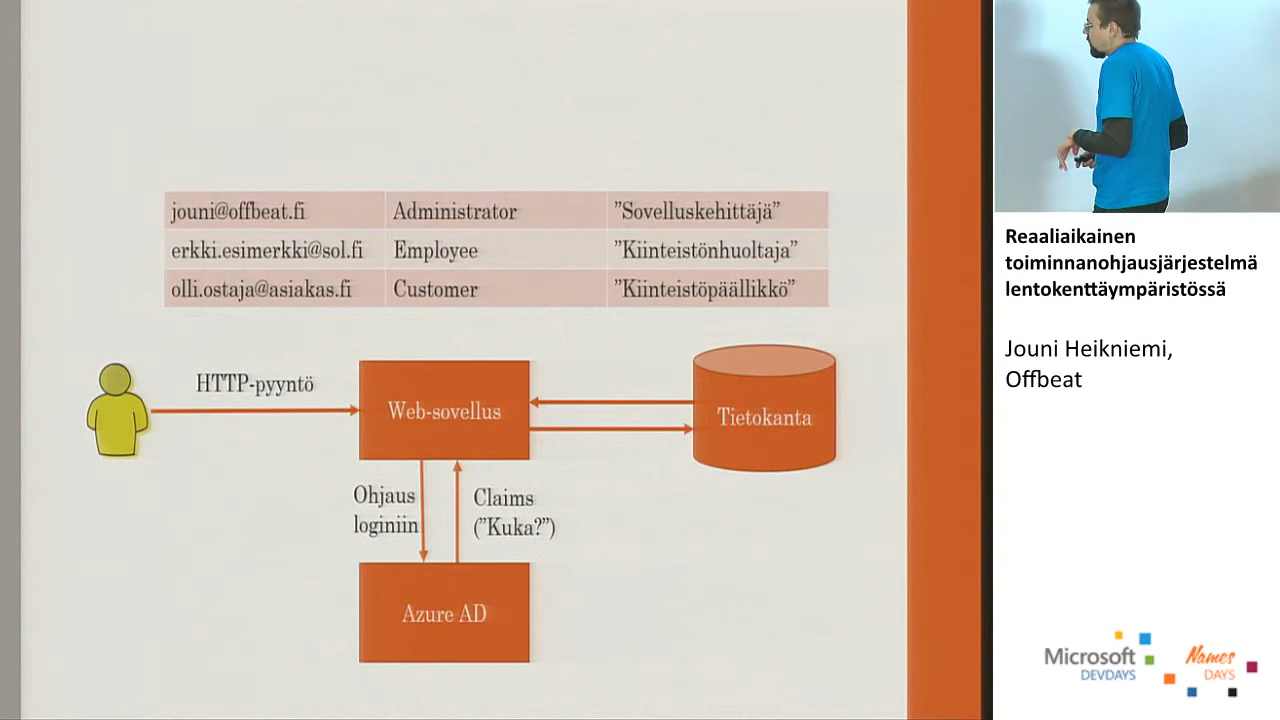 jouni@offbeat.fi Administrator ”Sovelluskehittäjä”
erkki.esimerkki@sol.fi Employee ”Kiinteistönhuoltaja”
olli.ostaja@asiakas.fi Customer ”Kiinteistöpäällikkö”
HTTP-pyyntö
Web-sovellus
Tietokanta
Ohjaus
loginiin
Claims
(”Kuka?”)
Azure AD
Reaaliaikainen
toiminnanohjausjärjestelmä
lentokenttäympäristössä
Jouni Heikniemi,
Offbeat
Microsoft
DEVDAYS
Names
DAYS